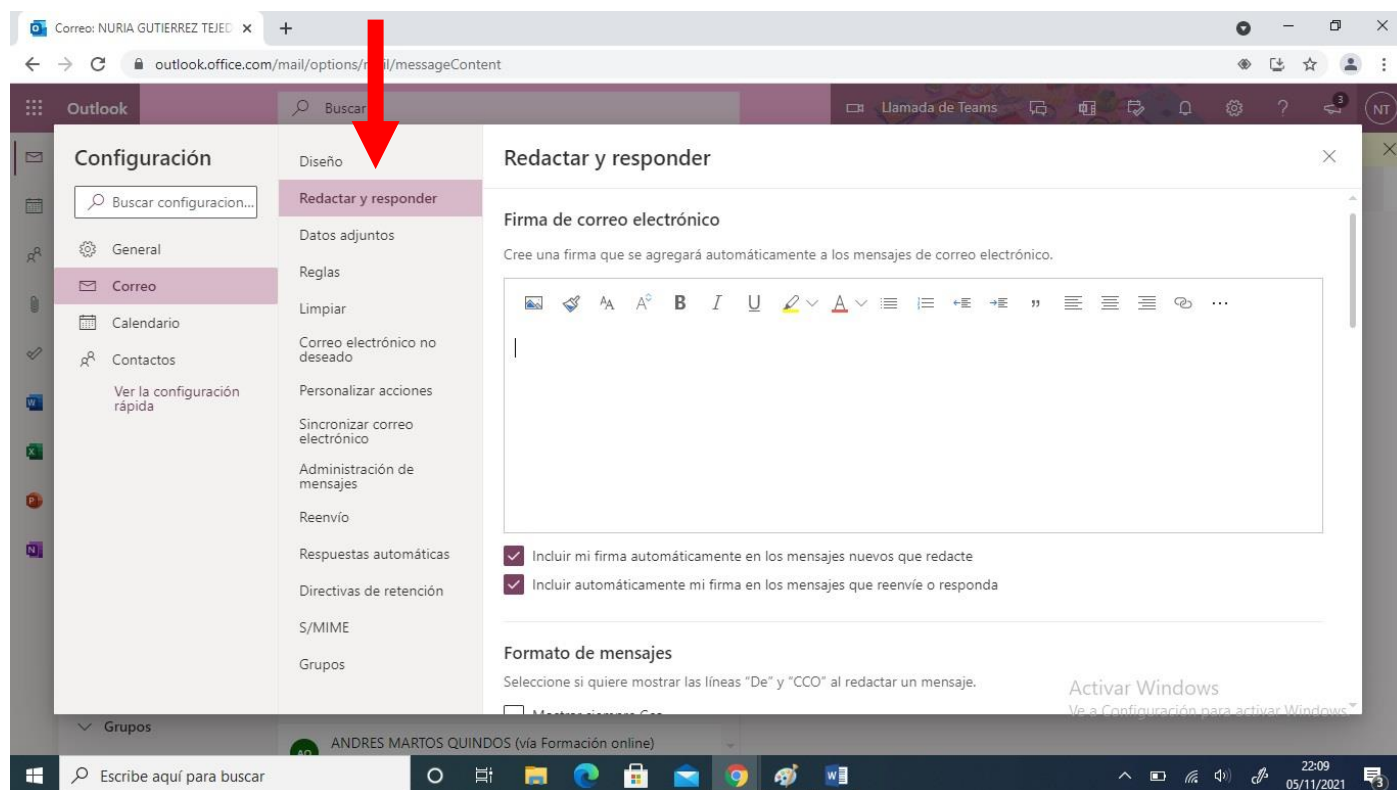 Correo: NURIA GUTIERREZ TEJED
outlook.office.com/mail/options/mail/messageContent
Outlook
Buscar
Llamada de Teams
3
NT
Configuración
Buscar configuracion...
General
Correo
Calendario
Contactos
Ver la configuración
rápida
Diseño
Redactar y responder
Datos adjuntos
Reglas
Limpiar
Correo electrónico no
deseado
Personalizar acciones
Sincronizar correo
electrónico
Administración de
mensajes
Reenvío
Respuestas automáticas
Directivas de retención
S/MIME
Grupos
Redactar y responder
Firma de correo electrónico
Cree una firma que se agregará automáticamente a los mensajes de correo electrónico.
B I U A ...
Incluir mi firma automáticamente en los mensajes nuevos que redacte
Incluir automáticamente mi firma en los mensajes que reenvíe o responda
Formato de mensajes
Seleccione si quiere mostrar las líneas "De" y "CCO" al redactar un mensaje.
Mostrar siempre Cco
Activar Windows
Ve a Configuración para activar Windows.
Grupos
ANDRES MARTOS QUINDOS (vía Formación online)
Escribe aquí para buscar
22:09
05/11/2021
3